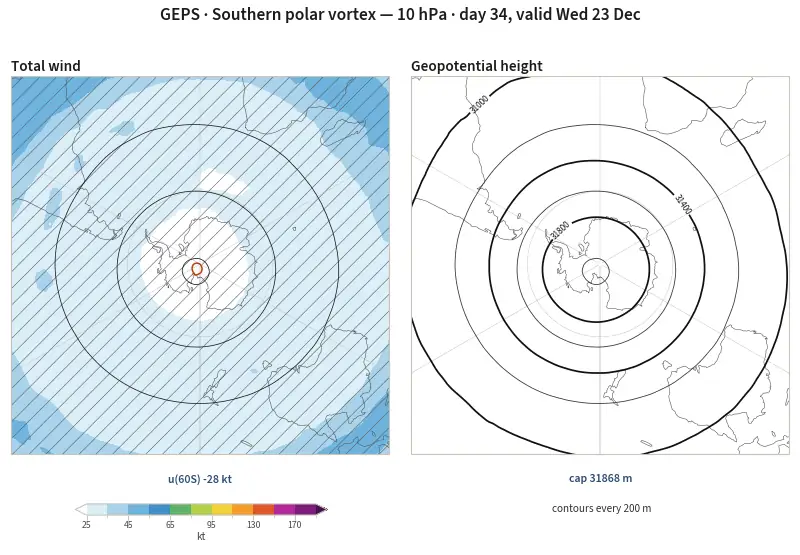 GEPS · Southern polar vortex — 10 hPa · day 34, valid Wed 23 Dec
Total wind
Geopotential height
31000
31400
31800
u(60S) -28 kt
cap 31868 m
contours every 200 m
25 45 65 95 130 170
kt